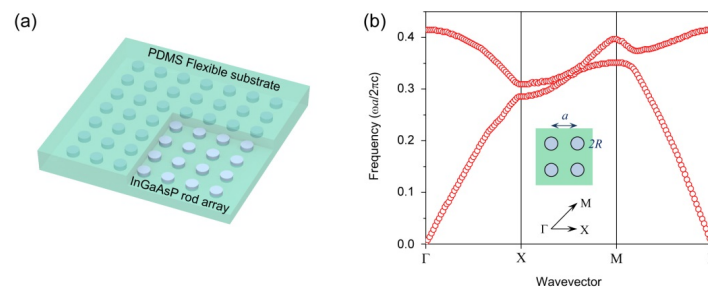 (a)
PDMS Flexible substrate
InGaAsP rod array
(b)
Frequency (ωa/2πc)
0.4
0.3
0.2
0.1
0.0
a
2R
M
Γ
X
Γ
X
M
Wavevector